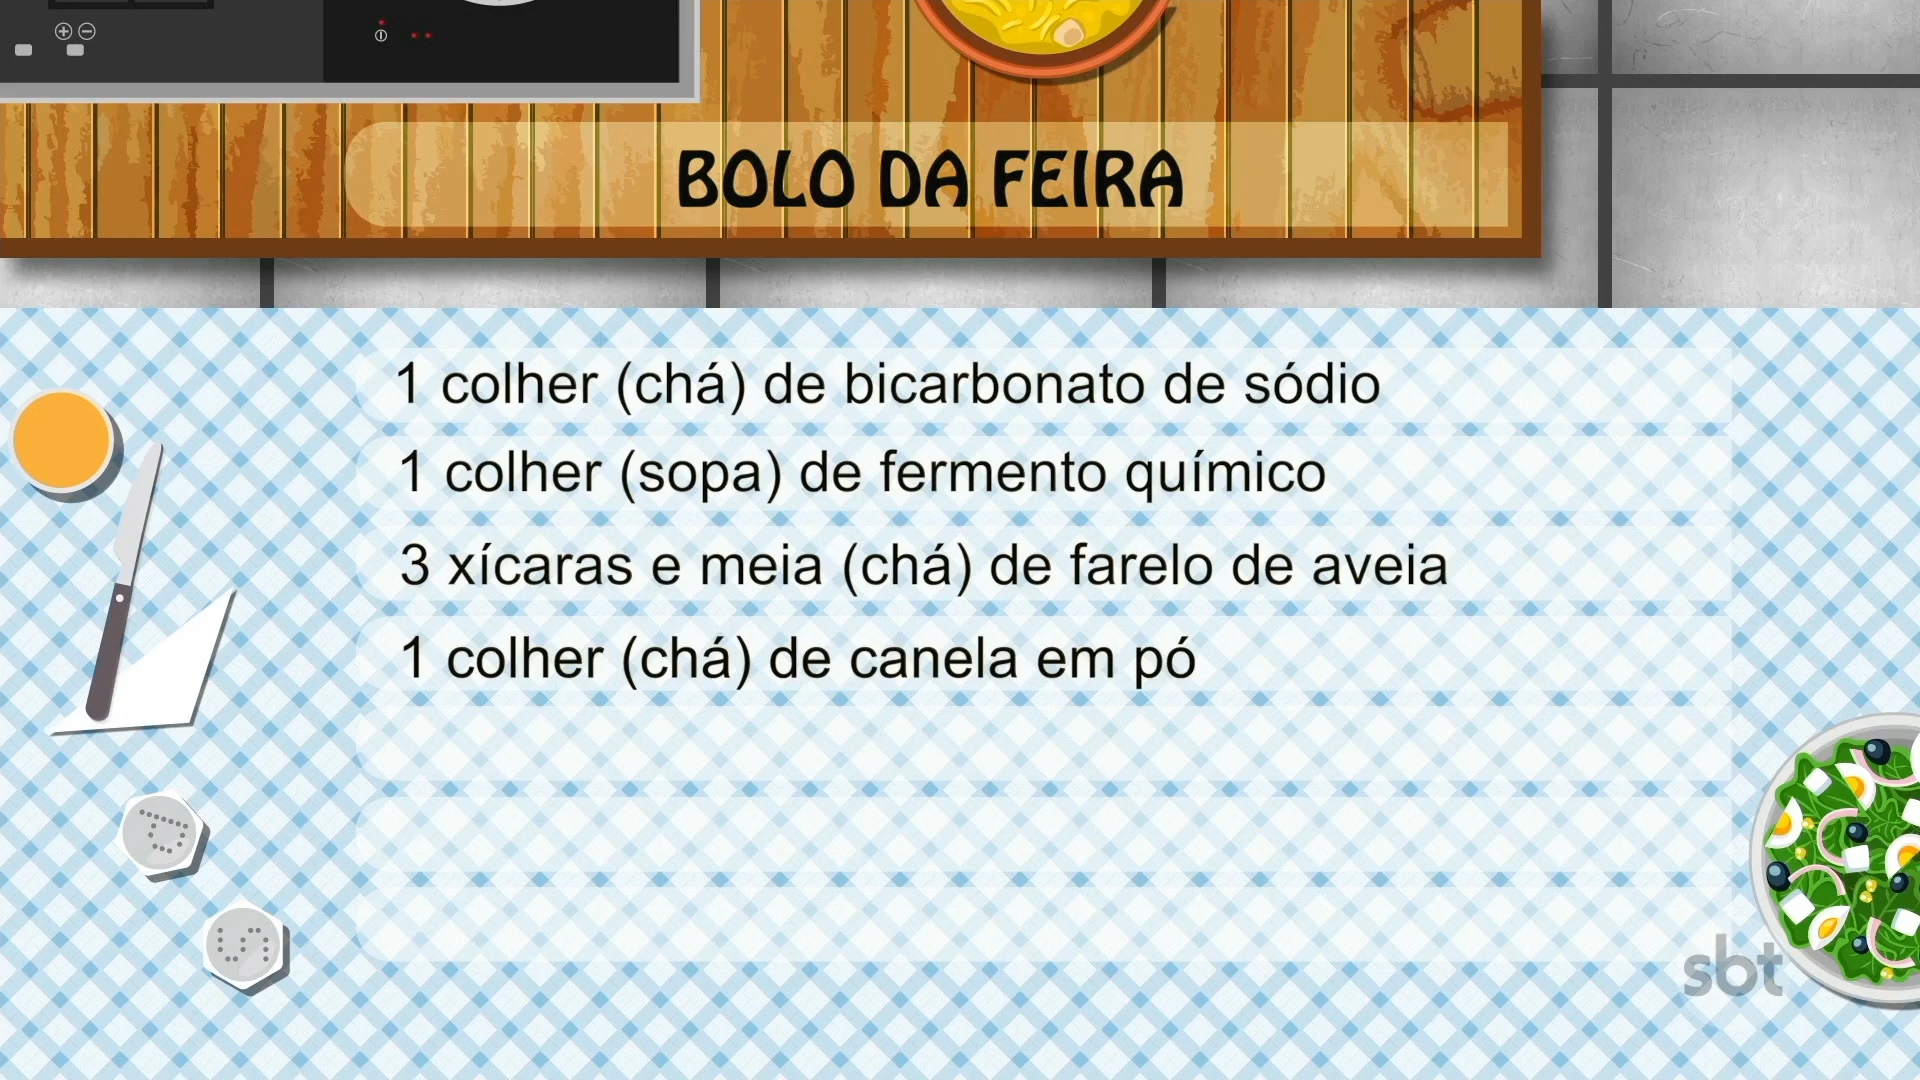 BOLO DA FEIRA
1 colher (chá) de bicarbonato de sódio
1 colher (sopa) de fermento químico
3 xícaras e meia (chá) de farelo de aveia
1 colher (chá) de canela em pó
sbt